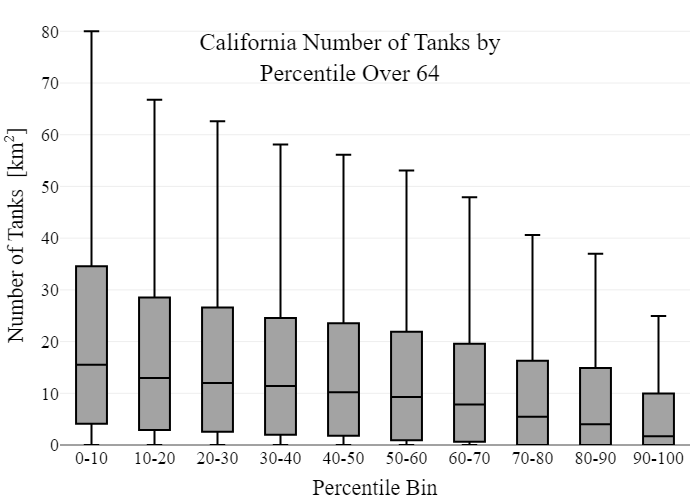 California Number of Tanks by
Percentile Over 64
Number of Tanks [km²]
80
70
60
50
40
30
20
10
0
0-10 10-20 20-30 30-40 40-50 50-60 60-70 70-80 80-90 90-100
Percentile Bin